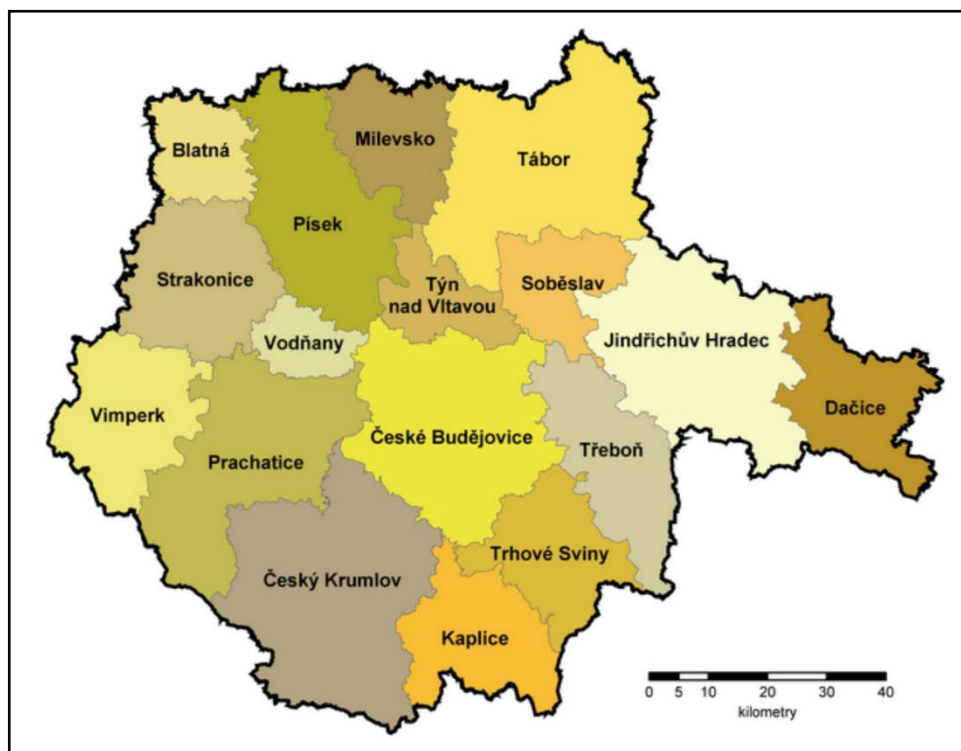 Milevsko
Blatná
Tábor
Písek
Strakonice
Týn
nad Vltavou
Soběslav
Vodňany
Jindřichův Hradec
Vimperk
Dačice
České Budějovice
Třeboň
Prachatice
Trhové Sviny
Český Krumlov
Kaplice
0 5 10 20 30 40
kilometry